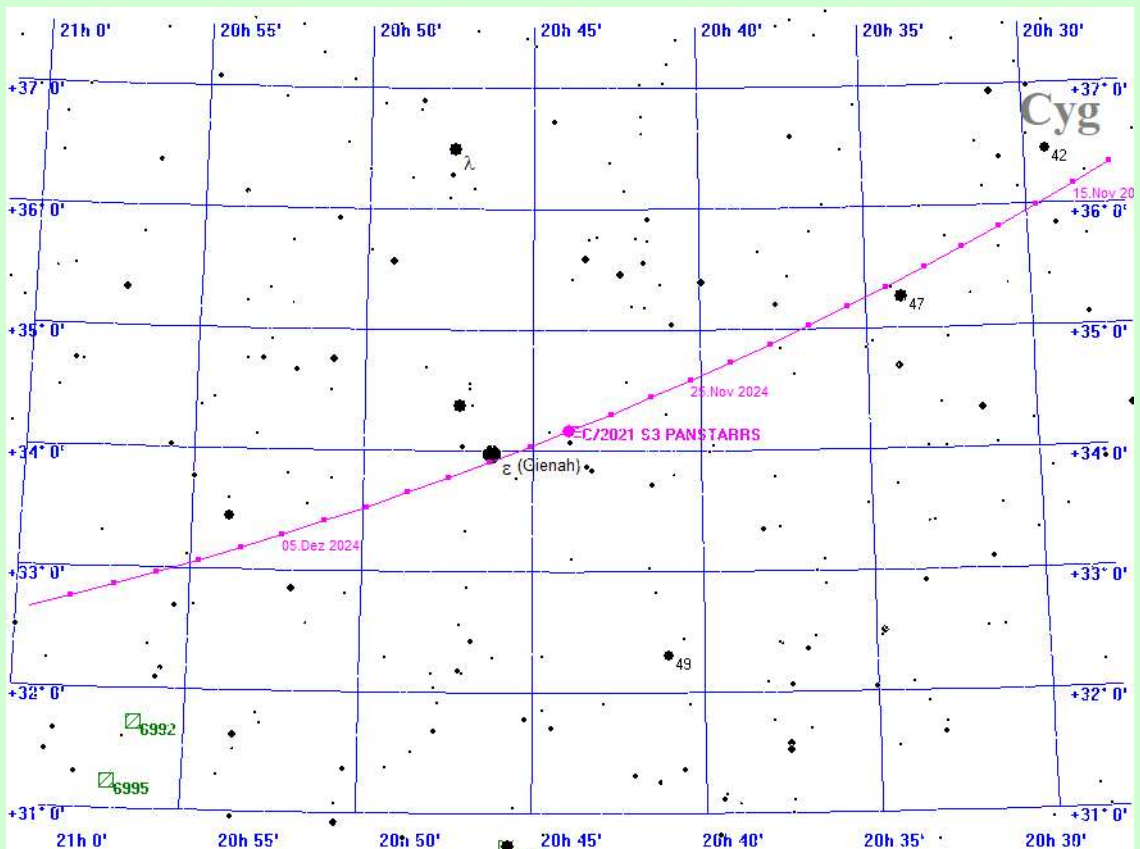 21h 0' 20h 55' 20h 50' 20h 45' 20h 40' 20h 35' 20h 30'
+37° 0' +37° 0'
Cyg
λ
42
15.Nov 20
+36° 0' +36° 0'
47
+35° 0' +35° 0'
25.Nov 2024
C/2021 S3 PANSTARRS
+34° 0' +34° 0'
ε (Gienah)
05.Dez 2024
+33° 0' +33° 0'
49
+32° 0' +32° 0'
6992
6995
+31° 0' +31° 0'
21h 0' 20h 55' 20h 50' 20h 45' 20h 40' 20h 35' 20h 30'